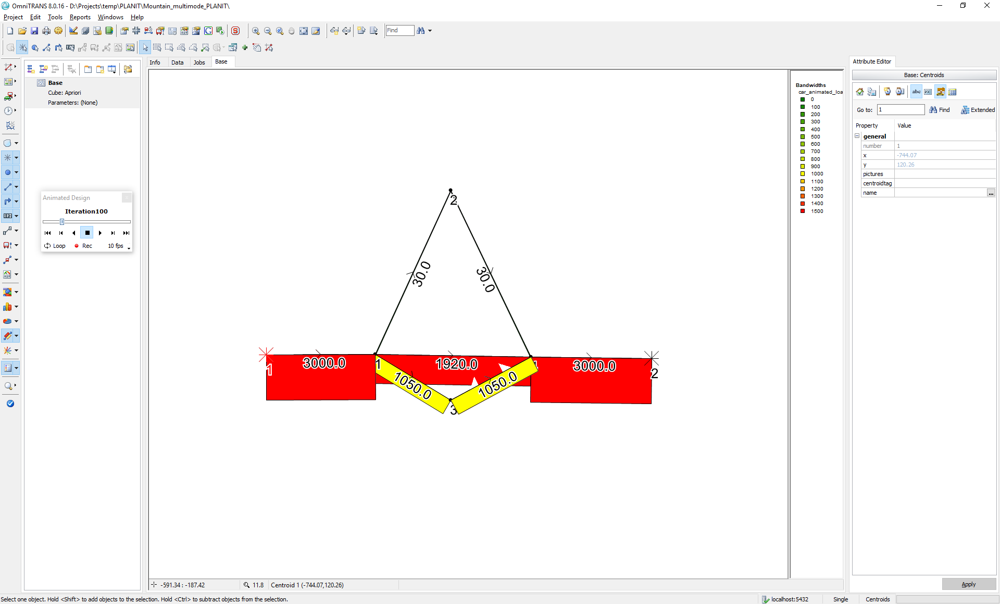 OmniTRANS 8.0.16 - D:\Projects\temp\PLANIT\Mountain_multimode_PLANIT\
Project Edit Tools Reports Windows Help
Find
Info Data Jobs Base
Base
Cube: Apriori
Parameters: (None)
Animated Design
Iteration100
Loop Rec 10 fps
2
30.0 30.0
3000.0 1920.0 3000.0
1 1 2
1050.0 1050.0
3
Bandwidths
car_animated_loa
0
100
200
300
400
500
600
700
800
900
1000
1100
1200
1300
1400
1500
Attribute Editor
Base: Centroids
abc
Go to: 1 Find Extended
Property Value
general
number 1
x -744.07
y 120.26
pictures
centroidtag
name ...
Apply
-591.34 : -187.42 11.8 Centroid 1 (-744.07,120.26)
Select one object. Hold <Shift> to add objects to the selection. Hold <Ctrl> to subtract objects from the selection. localhost:5432 Single Centroids